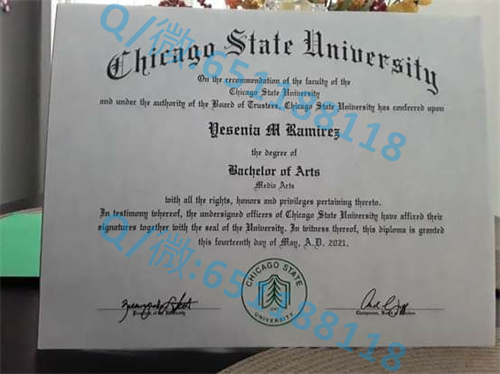 Chicago State University
On the recommendation of the faculty of the
Chicago State University
and under the authority of the Board of Trustees, Chicago State University has conferred upon
Yesenia M Ramirez
the degree of
Bachelor of Arts
Media Arts
with all the rights, honors and privileges pertaining thereto.
In testimony whereof, the undersigned officers of Chicago State University have affixed their
signatures together with the seal of the University. In witness thereof, this diploma is granted
this fourteenth day of May, A.D. 2021.
CHICAGO STATE
UNIVERSITY
Q/微:651188118
Q/微:651188118